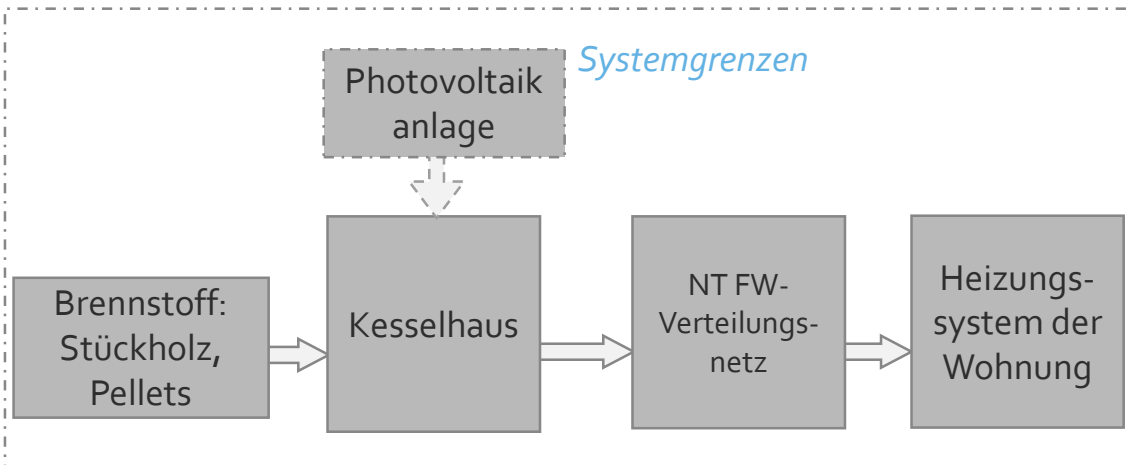 Systemgrenzen
Photovoltaik
anlage
Brennstoff:
Stückholz,
Pellets
Kesselhaus
NT FW-
Verteilungs-
netz
Heizungs-
system der
Wohnung